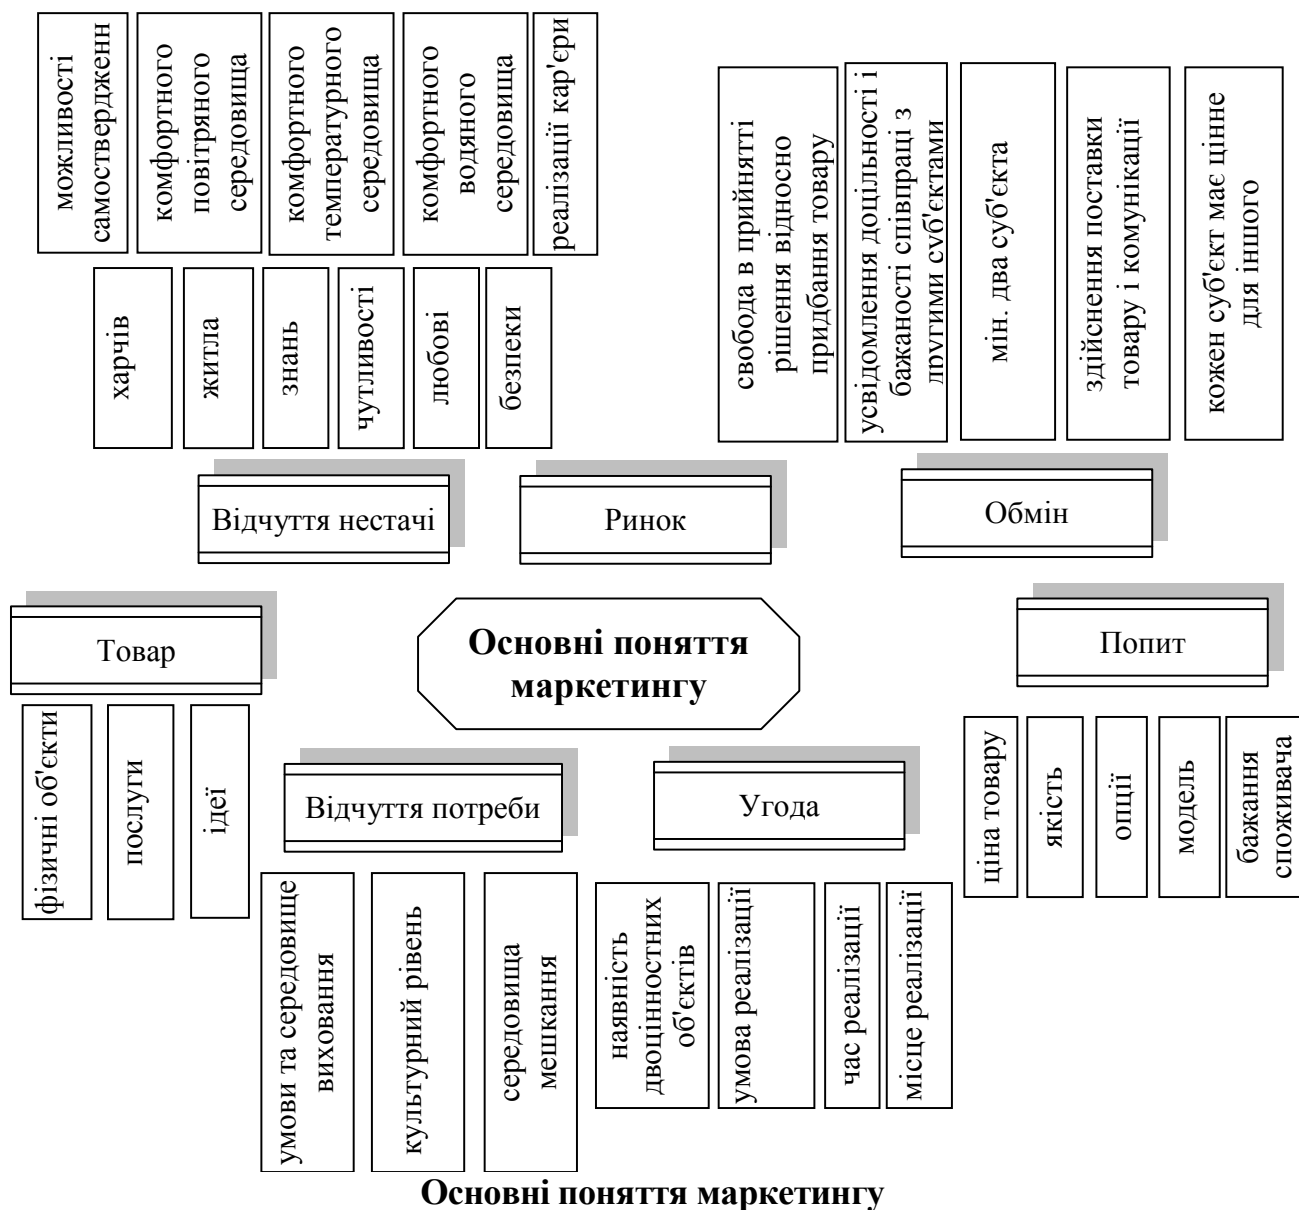 можливості
самоствердженн
комфортного
повітряного
середовища
комфортного
температурного
середовища
комфортного
водяного
середовища
реалізації кар'єри
харчів
житла
знань
чутливості
любові
безпеки
свобода в прийнятті
рішення відносно
придбання товару
усвідомлення доцільності і
бажаності співпраці з
другими суб'єктами
мін. два суб'єкта
здійснення поставки
товару і комунікації
кожен суб'єкт має цінне
для іншого
Відчуття нестачі
Ринок
Обмін
Товар
Основні поняття
маркетингу
Попит
фізичні об'єкти
послуги
ідеї
Відчуття потреби
Угода
ціна товару
якість
опції
модель
бажання
споживача
умови та середовище
виховання
культурний рівень
середовища
мешкання
наявність
двоцінностних
об'єктів
умова реалізації
час реалізації
місце реалізації
Основні поняття маркетингу